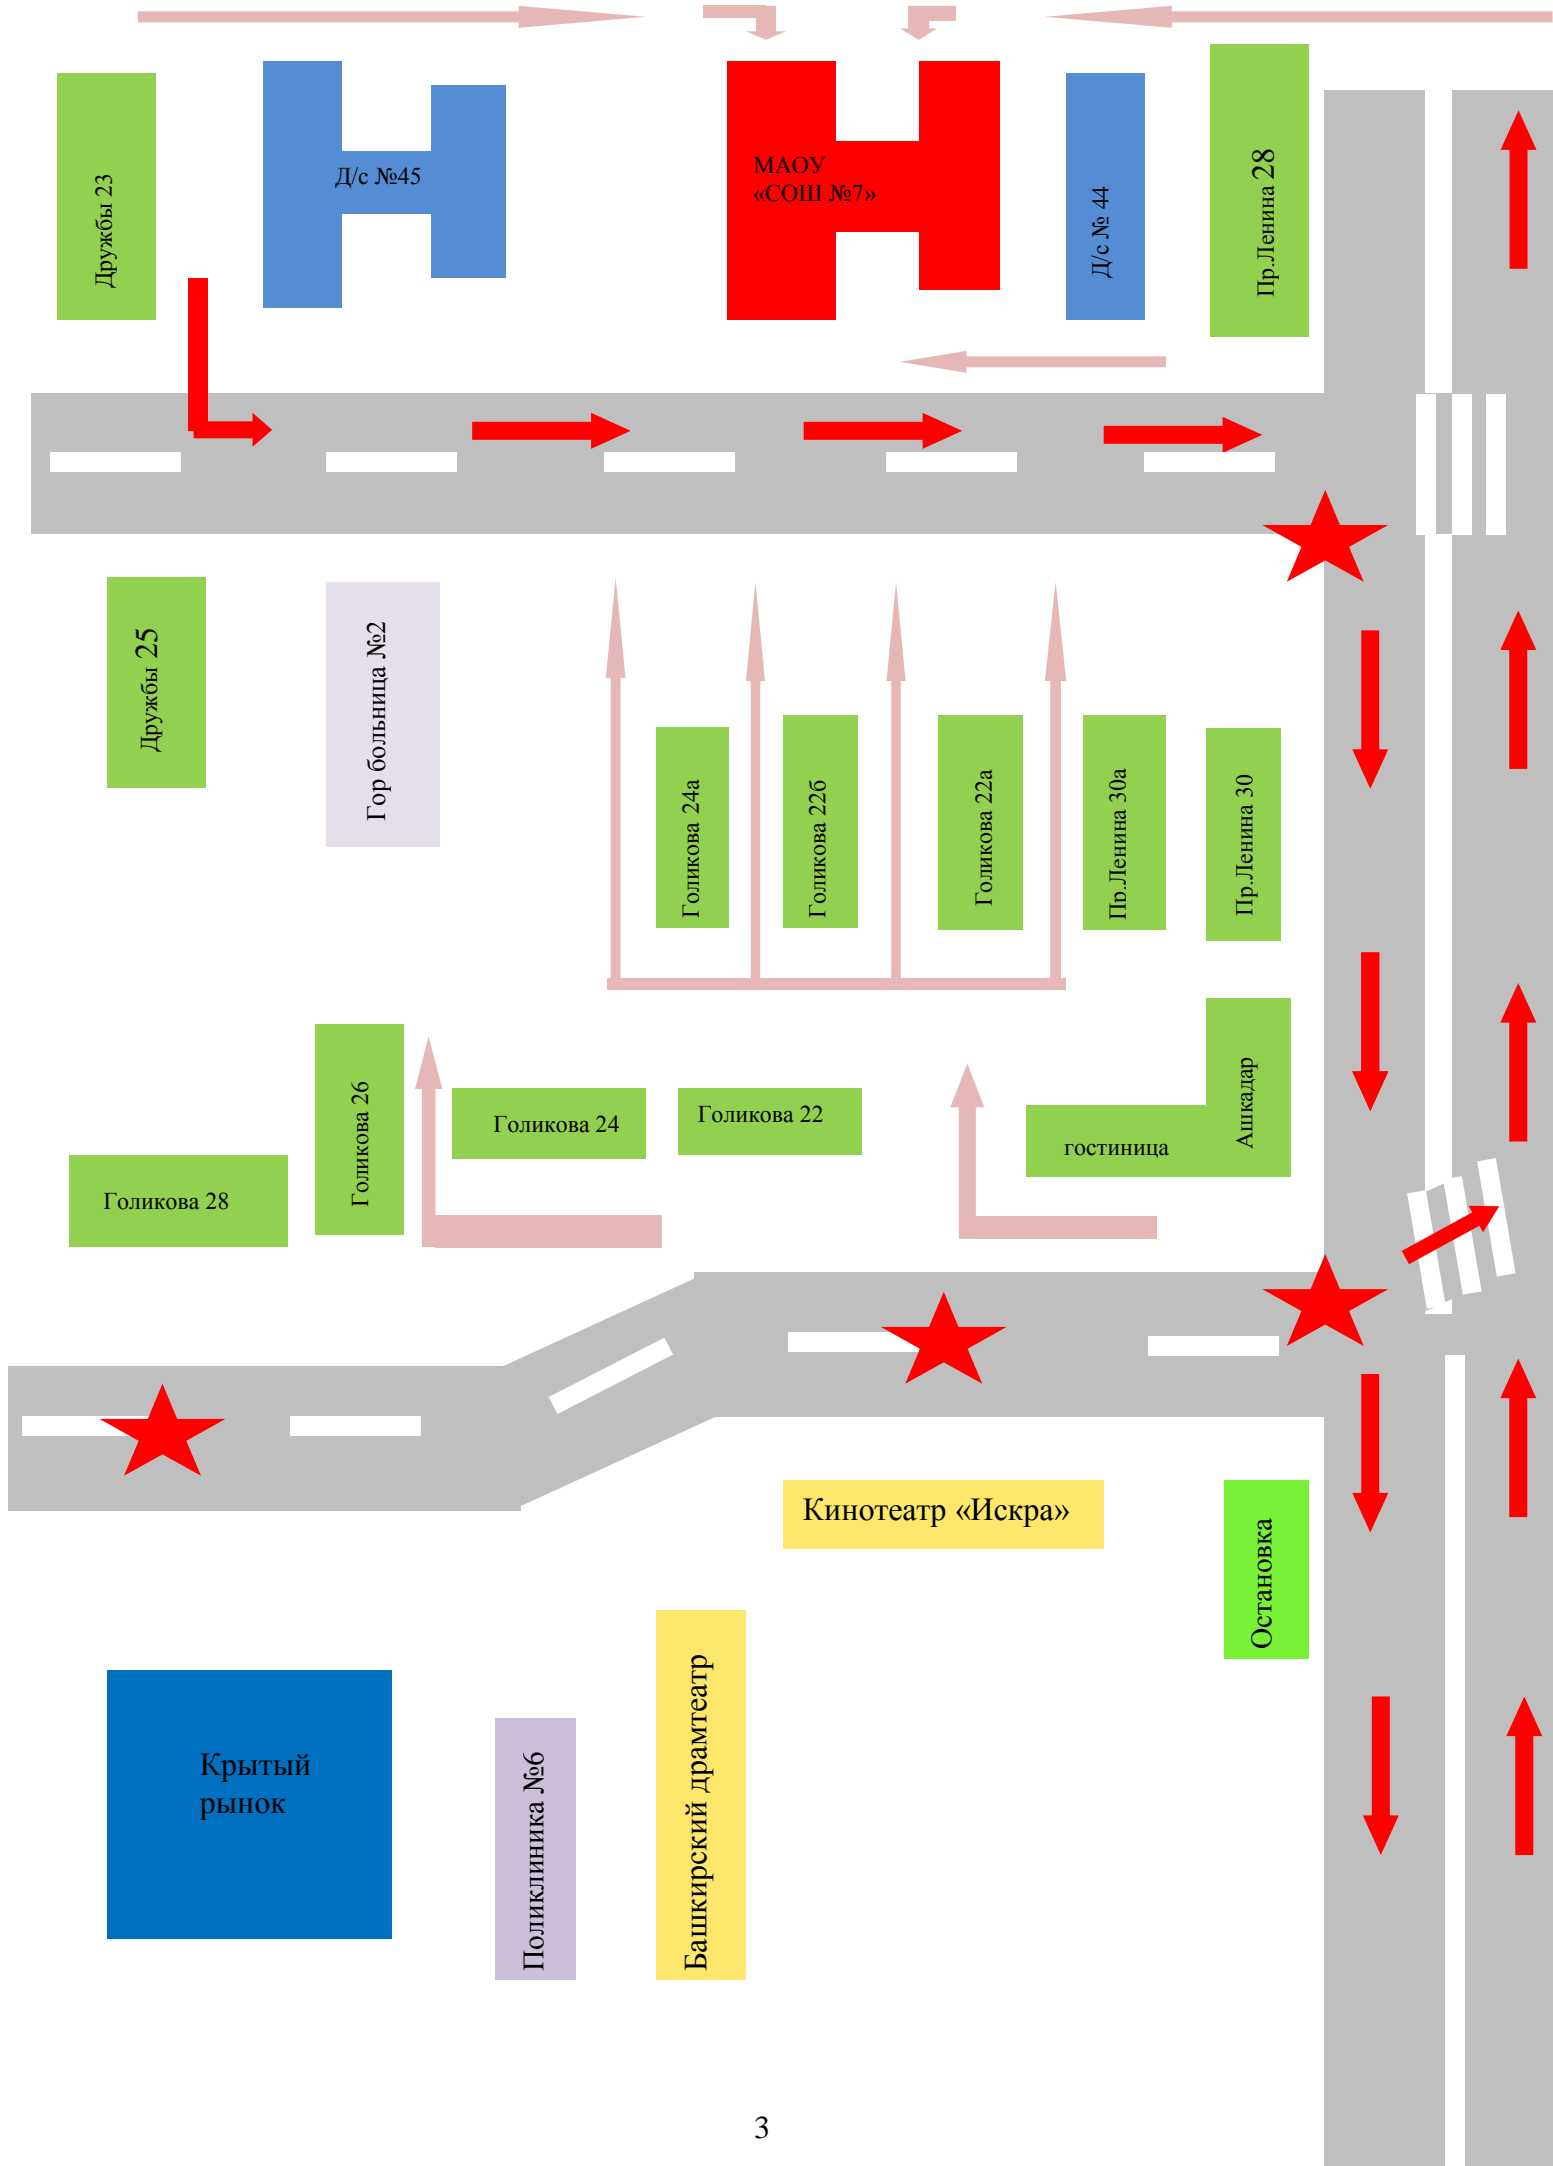 Дружбы 23
Д/с №45
МАОУ
«СОШ №7»
Д/с № 44
Пр.Ленина 28
Дружбы 25
Гор больница №2
Голикова 24а
Голикова 22б
Голикова 22а
Пр.Ленина 30а
Пр.Ленина 30
Голикова 28
Голикова 26
Голикова 24
Голикова 22
гостиница
Ашкадар
Кинотеатр «Искра»
Остановка
Крытый
рынок
Поликлиника №6
Башкирский драмтеатр
3